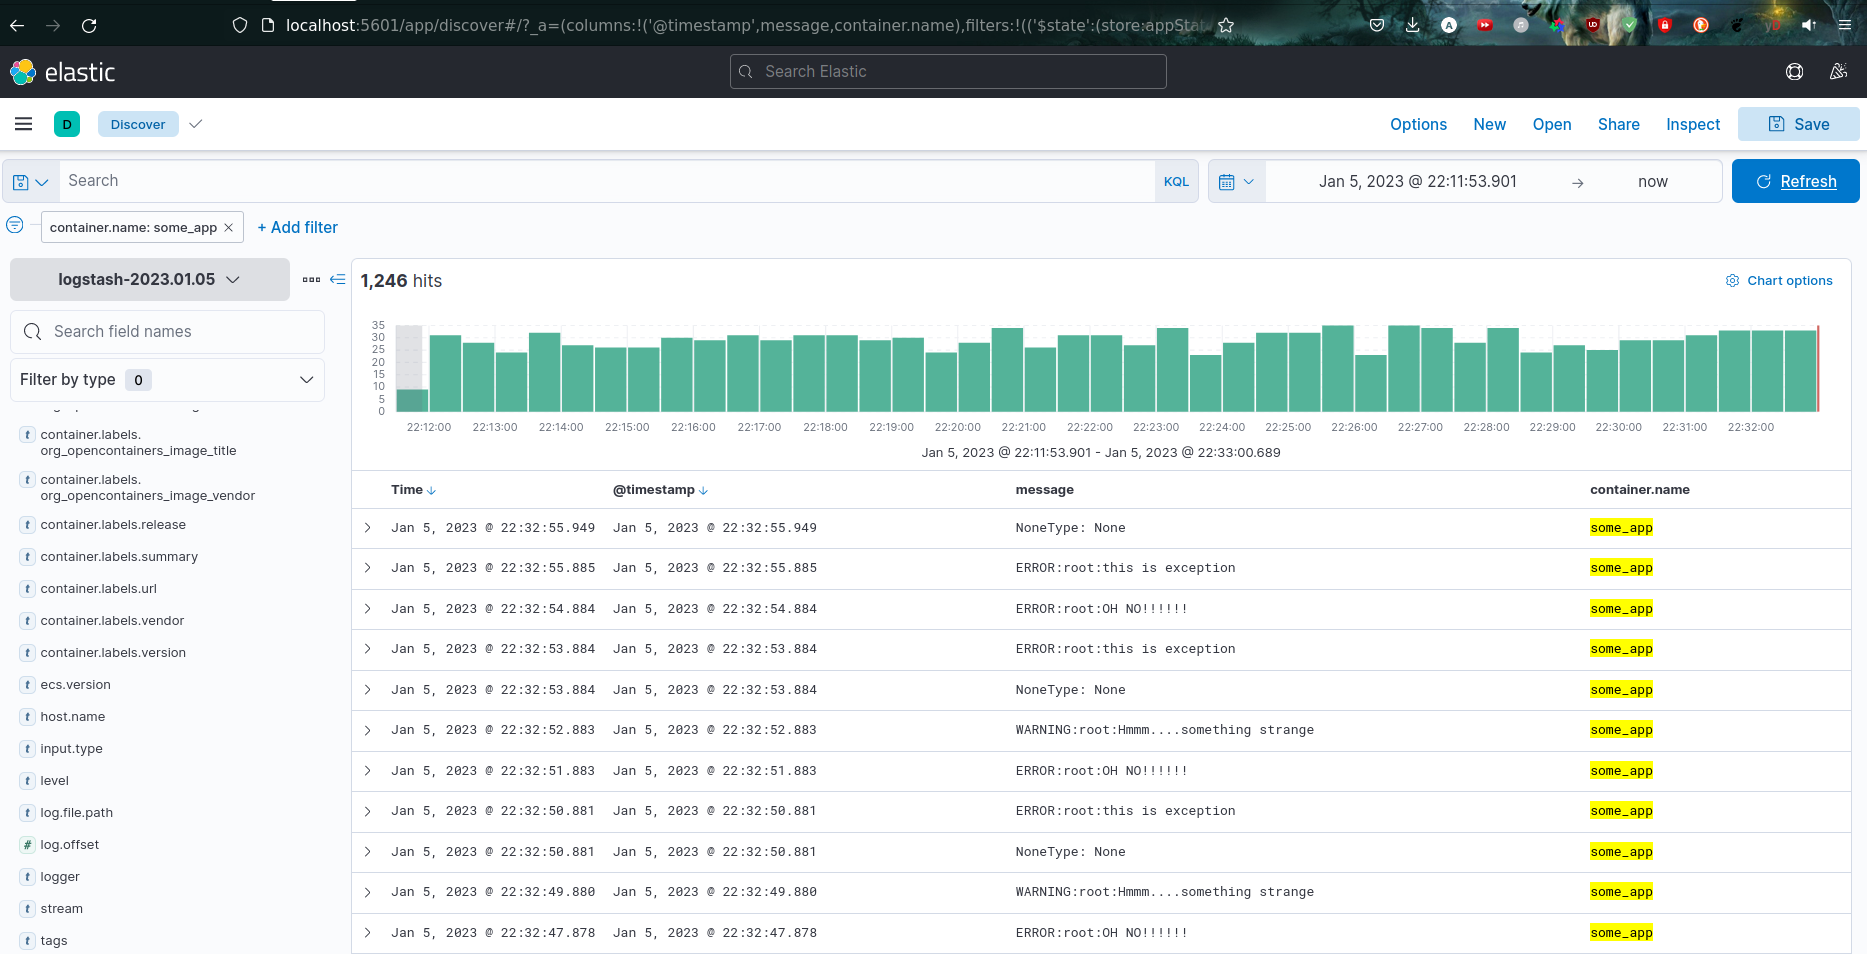 localhost:5601/app/discover#/?_a=(columns:!('@timestamp',message,container.name),filters:!(('$state':(store:appStat
elastic
Search Elastic
D Discover
Options New Open Share Inspect Save
Search KQL Jan 5, 2023 @ 22:11:53.901 → now Refresh
container.name: some_app × + Add filter
logstash-2023.01.05
1,246 hits
Chart options
Search field names
Filter by type 0
container.labels.
org_opencontainers_image_title
container.labels.
org_opencontainers_image_vendor
container.labels.release
container.labels.summary
container.labels.url
container.labels.vendor
container.labels.version
ecs.version
host.name
input.type
level
log.file.path
# log.offset
logger
stream
tags
35
30
25
20
15
10
5
0
22:12:00 22:13:00 22:14:00 22:15:00 22:16:00 22:17:00 22:18:00 22:19:00 22:20:00 22:21:00 22:22:00 22:23:00 22:24:00 22:25:00 22:26:00 22:27:00 22:28:00 22:29:00 22:30:00 22:31:00 22:32:00
Jan 5, 2023 @ 22:11:53.901 - Jan 5, 2023 @ 22:33:00.689
Time @timestamp message container.name
Jan 5, 2023 @ 22:32:55.949 Jan 5, 2023 @ 22:32:55.949 NoneType: None some_app
Jan 5, 2023 @ 22:32:55.885 Jan 5, 2023 @ 22:32:55.885 ERROR:root:this is exception some_app
Jan 5, 2023 @ 22:32:54.884 Jan 5, 2023 @ 22:32:54.884 ERROR:root:OH NO!!!!!! some_app
Jan 5, 2023 @ 22:32:53.884 Jan 5, 2023 @ 22:32:53.884 ERROR:root:this is exception some_app
Jan 5, 2023 @ 22:32:53.884 Jan 5, 2023 @ 22:32:53.884 NoneType: None some_app
Jan 5, 2023 @ 22:32:52.883 Jan 5, 2023 @ 22:32:52.883 WARNING:root:Hmmm....something strange some_app
Jan 5, 2023 @ 22:32:51.883 Jan 5, 2023 @ 22:32:51.883 ERROR:root:OH NO!!!!!! some_app
Jan 5, 2023 @ 22:32:50.881 Jan 5, 2023 @ 22:32:50.881 ERROR:root:this is exception some_app
Jan 5, 2023 @ 22:32:50.881 Jan 5, 2023 @ 22:32:50.881 NoneType: None some_app
Jan 5, 2023 @ 22:32:49.880 Jan 5, 2023 @ 22:32:49.880 WARNING:root:Hmmm....something strange some_app
Jan 5, 2023 @ 22:32:47.878 Jan 5, 2023 @ 22:32:47.878 ERROR:root:OH NO!!!!!! some_app